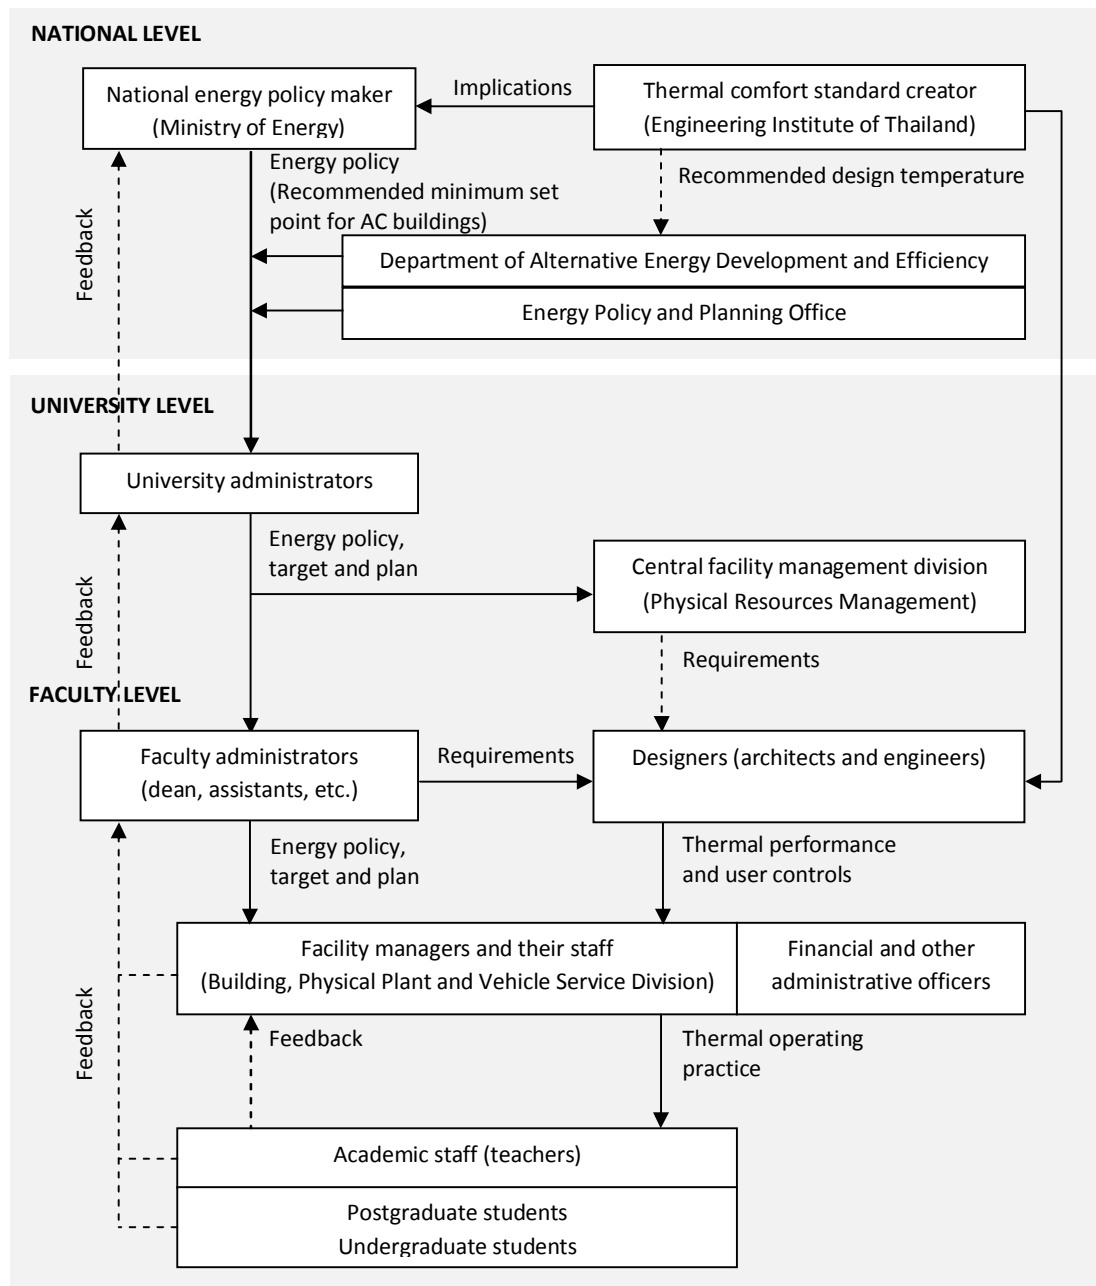 NATIONAL LEVEL
National energy policy maker
(Ministry of Energy)
Implications
Thermal comfort standard creator
(Engineering Institute of Thailand)
Energy policy
(Recommended minimum set
point for AC buildings)
Recommended design temperature
Feedback
Department of Alternative Energy Development and Efficiency
Energy Policy and Planning Office
UNIVERSITY LEVEL
University administrators
Energy policy,
target and plan
Central facility management division
(Physical Resources Management)
Feedback
Requirements
FACULTY LEVEL
Faculty administrators
(dean, assistants, etc.)
Requirements
Designers (architects and engineers)
Energy policy,
target and plan
Thermal performance
and user controls
Facility managers and their staff
(Building, Physical Plant and Vehicle Service Division)
Financial and other
administrative officers
Feedback
Feedback
Thermal operating
practice
Academic staff (teachers)
Postgraduate students
Undergraduate students